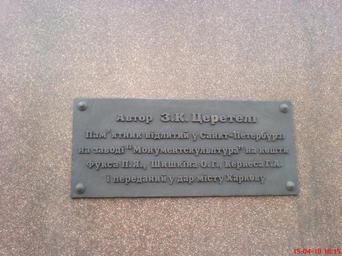 Автор З.К. Церетелі
Пам'ятник відлитий у Санкт-Петербурзі
на заводі "Монументскульптура" на кошти
Фукса П.Я., Шишкіна О.Г., Кернеса Г.А.
і переданий у дар місту Харкову
15-04-10 16:15